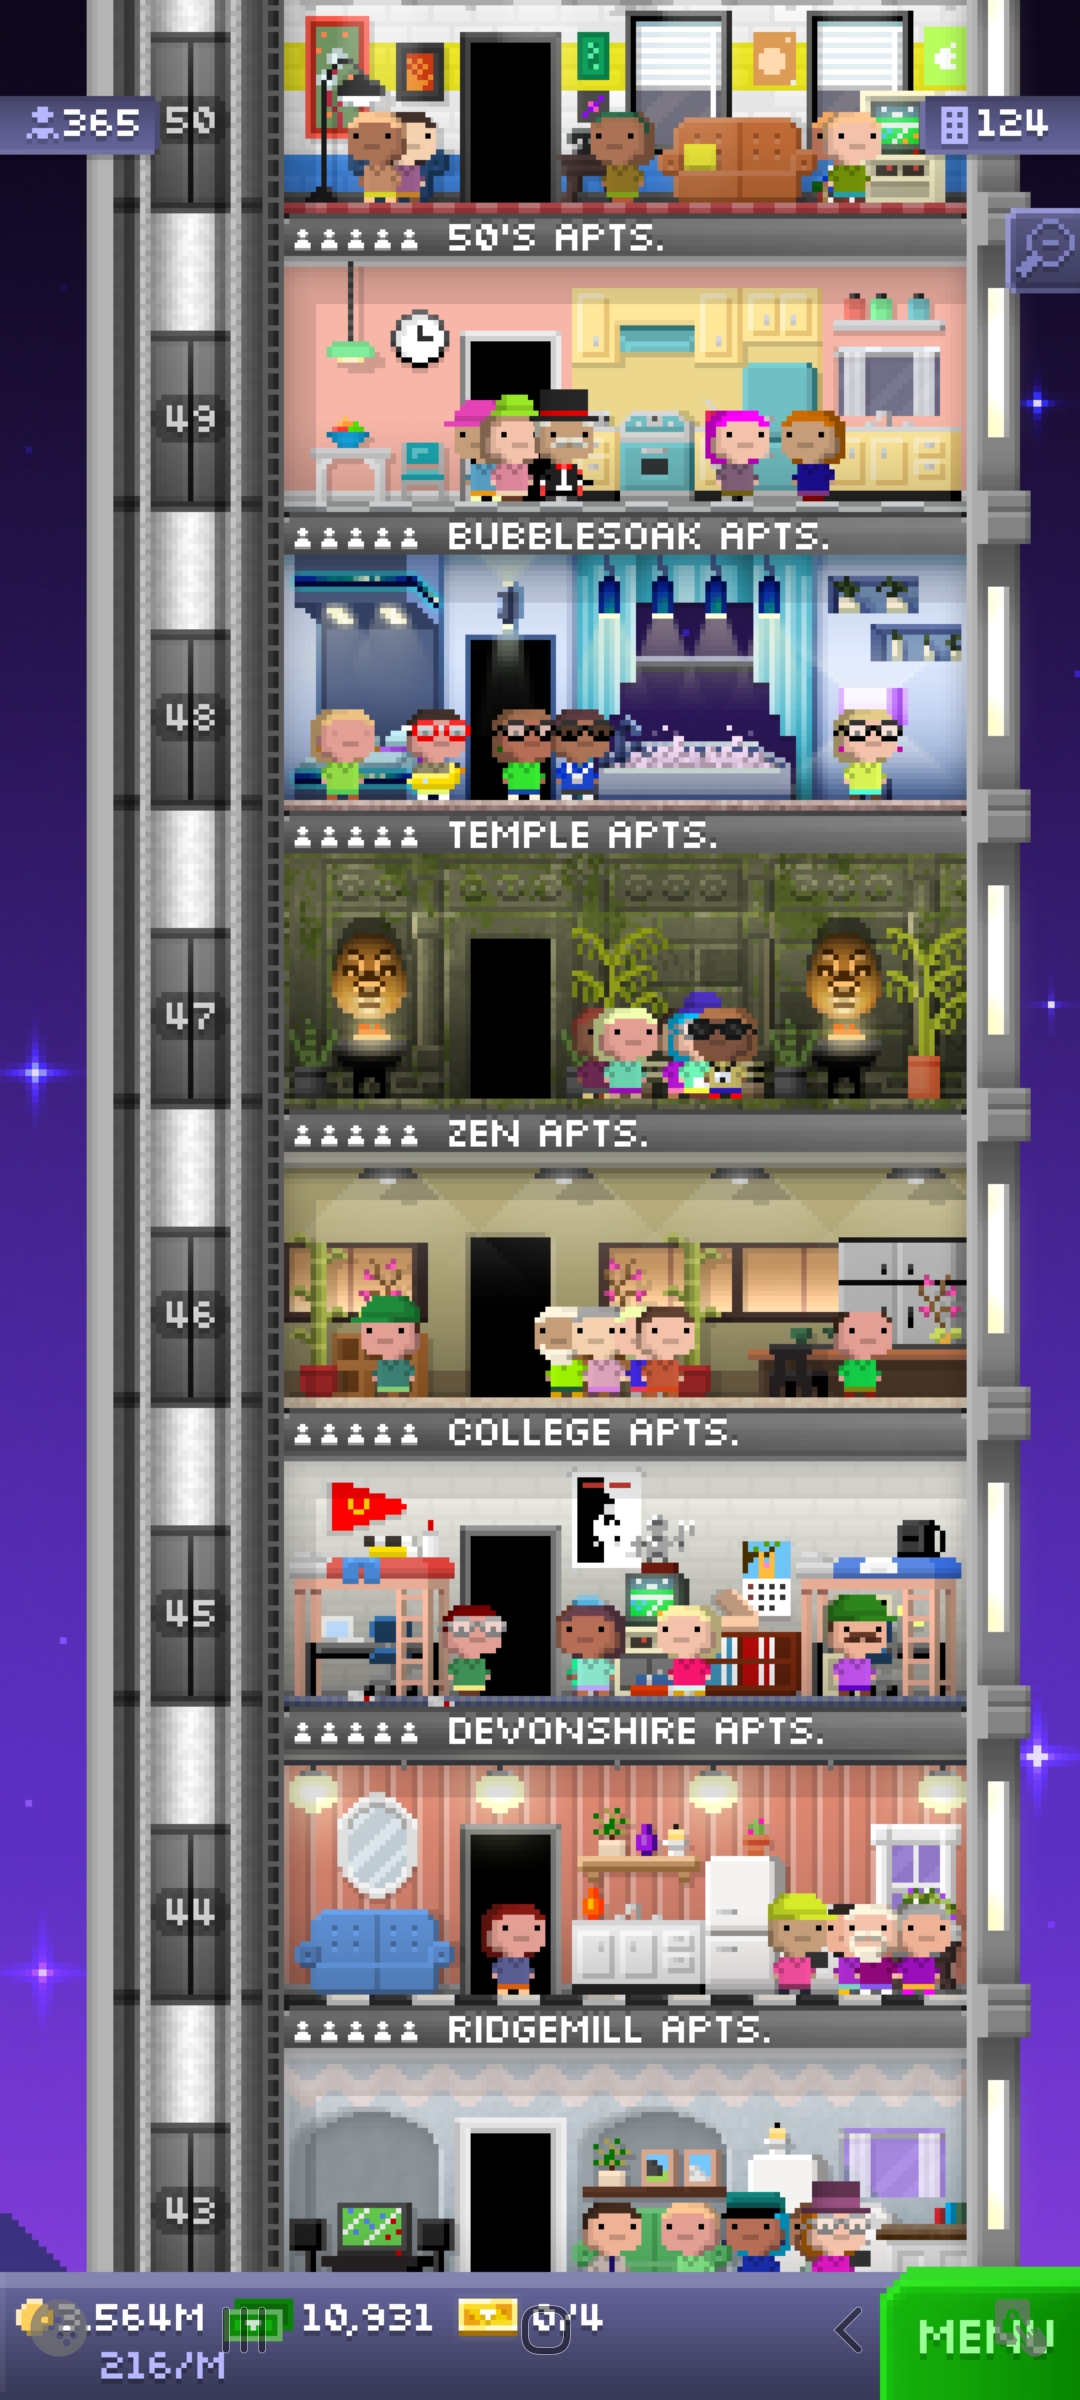 365
50
124
50'S APTS.
49
BUBBLESOAK APTS.
48
TEMPLE APTS.
47
ZEN APTS.
46
COLLEGE APTS.
45
DEVONSHIRE APTS.
44
RIDGEMILL APTS.
43
3.564M
10,931
0/4
MENU
216/M